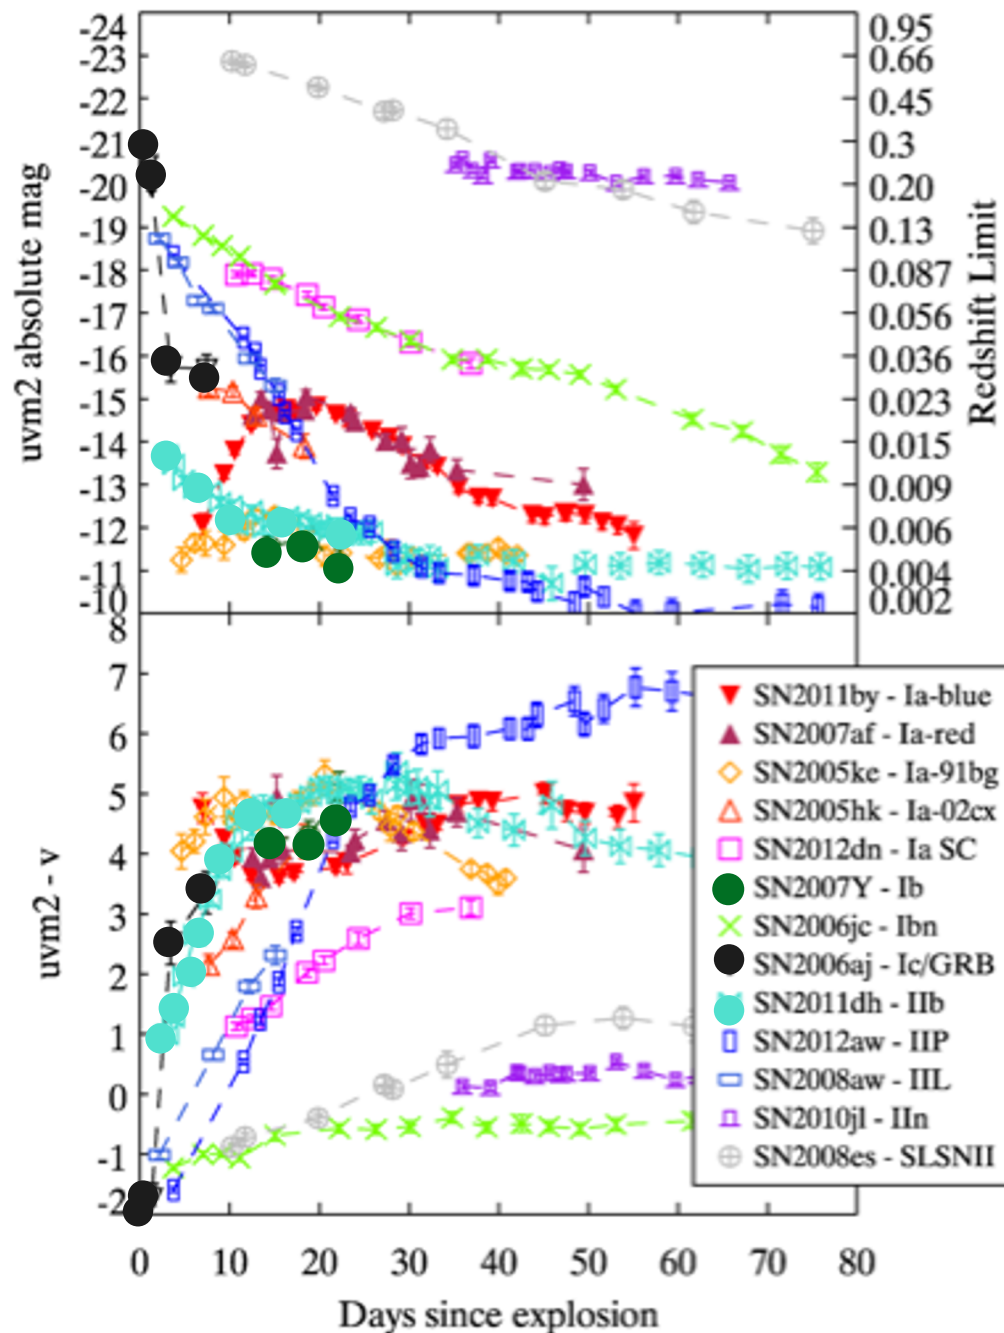 -24
-23
-22
-21
-20
-19
-18
-17
-16
-15
-14
-13
-12
-11
-10
uvm2 absolute mag
0.95
0.66
0.45
0.3
0.20
0.13
0.087
0.056
0.036
0.023
0.015
0.009
0.006
0.004
0.002
Redshift Limit
8
7
6
5
4
3
2
1
0
-1
-2
uvm2 - v
SN2011by - Ia-blue
SN2007af - Ia-red
SN2005ke - Ia-91bg
SN2005hk - Ia-02cx
SN2012dn - Ia SC
SN2007Y - Ib
SN2006jc - Ibn
SN2006aj - Ic/GRB
SN2011dh - IIb
SN2012aw - IIP
SN2008aw - IIL
SN2010jl - IIn
SN2008es - SLSNII
0 10 20 30 40 50 60 70 80
Days since explosion